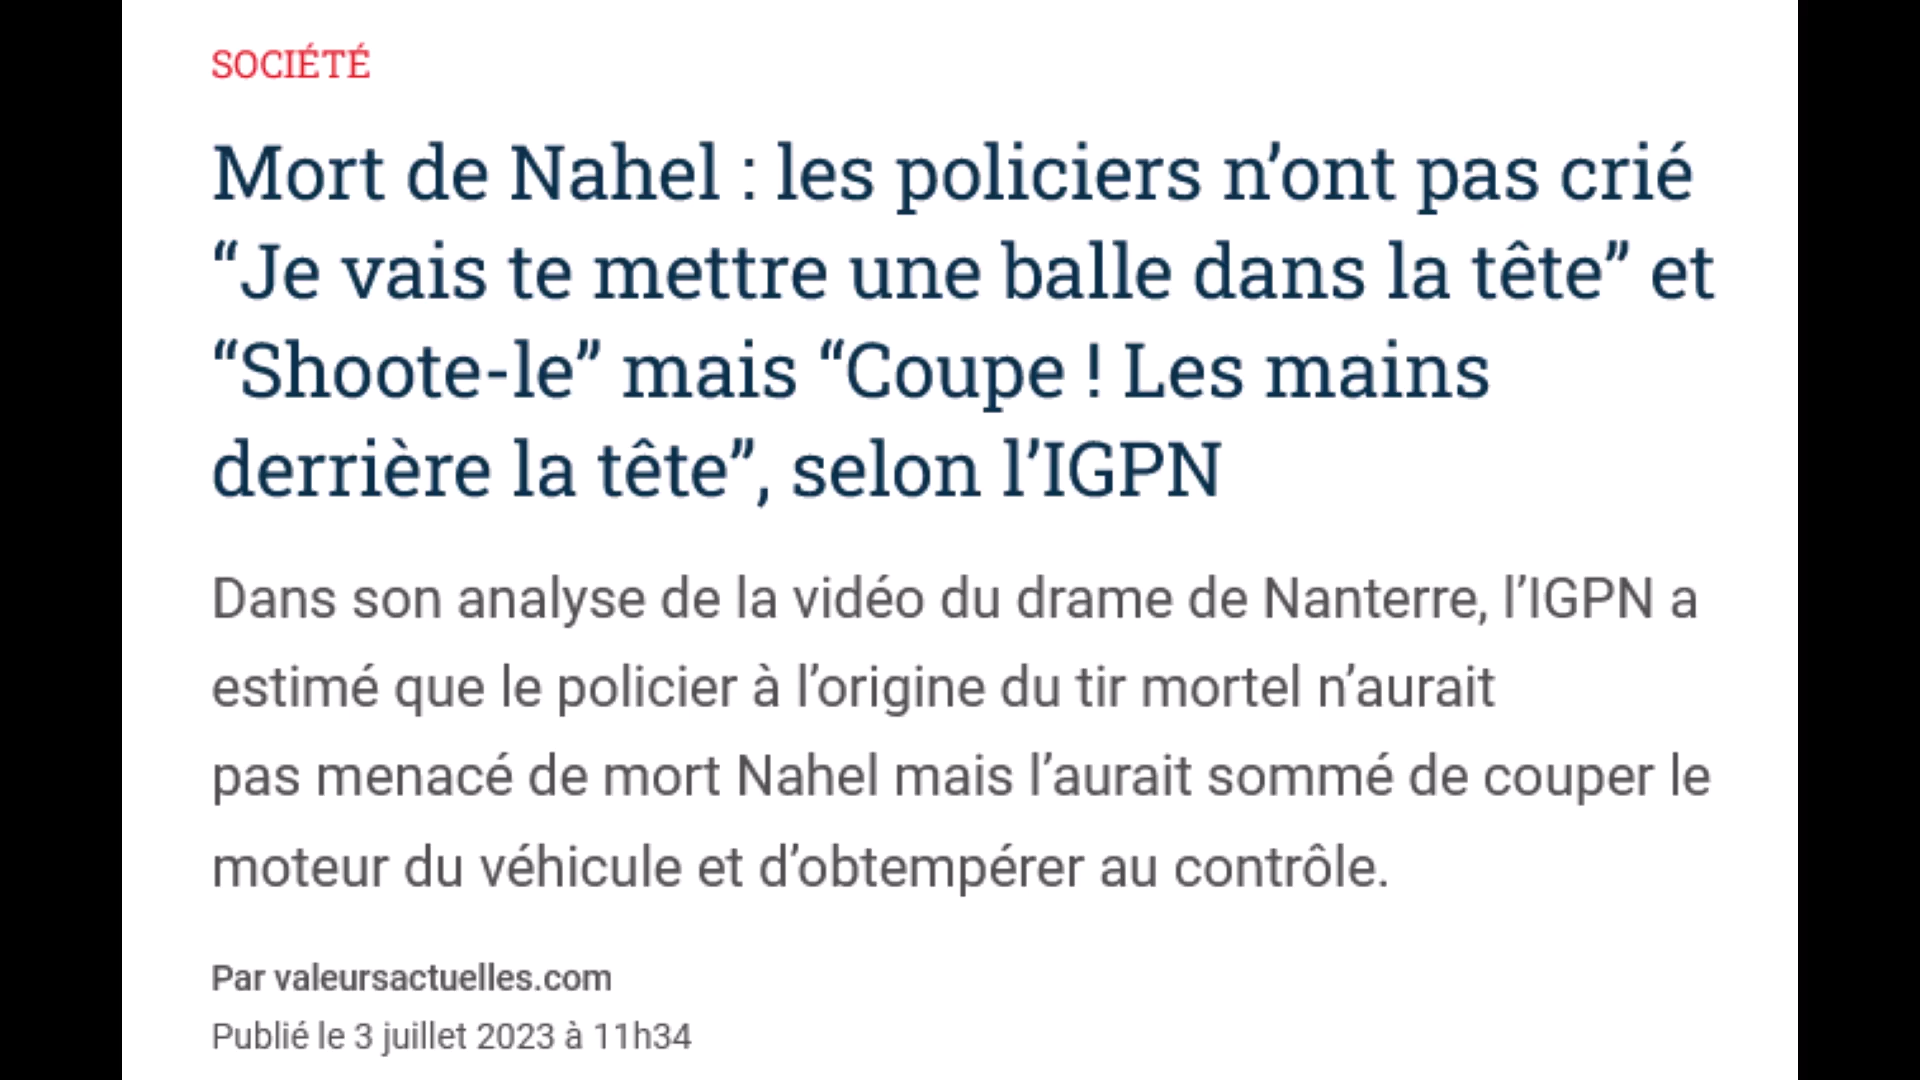 SOCIÉTÉ
Mort de Nahel : les policiers n’ont pas crié
“Je vais te mettre une balle dans la tête” et
“Shoote-le” mais “Coupe ! Les mains
derrière la tête”, selon l’IGPN
Dans son analyse de la vidéo du drame de Nanterre, l’IGPN a
estimé que le policier à l’origine du tir mortel n’aurait
pas menacé de mort Nahel mais l’aurait sommé de couper le
moteur du véhicule et d’obtempérer au contrôle.
Par valeursactuelles.com
Publié le 3 juillet 2023 à 11h34